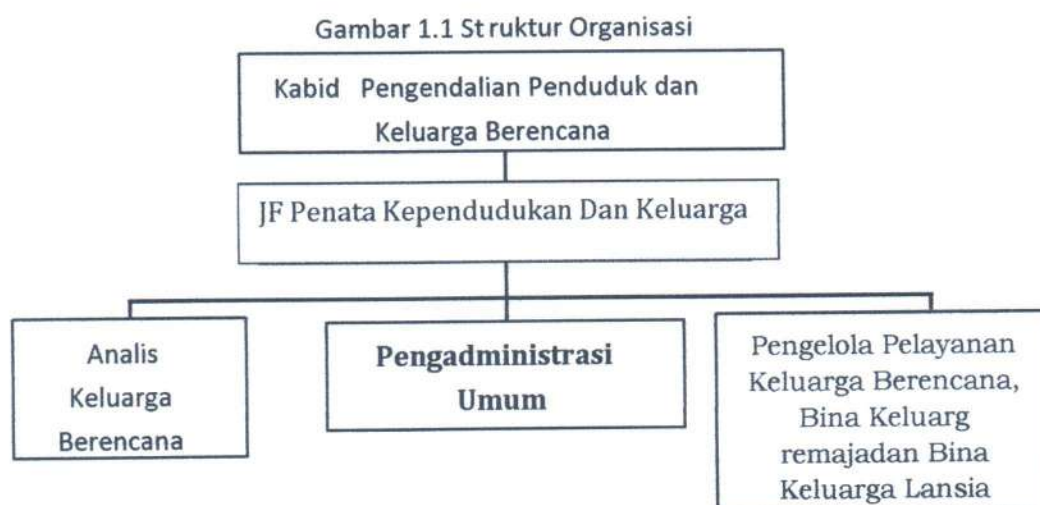 Gambar 1.1 St ruktur Organisasi
Kabid Pengendalian Penduduk dan
Keluarga Berencana
JF Penata Kependudukan Dan Keluarga
Analis
Keluarga
Berencana
Pengadministrasi
Umum
Pengelola Pelayanan
Keluarga Berencana,
Bina Keluarg
remajadan Bina
Keluarga Lansia